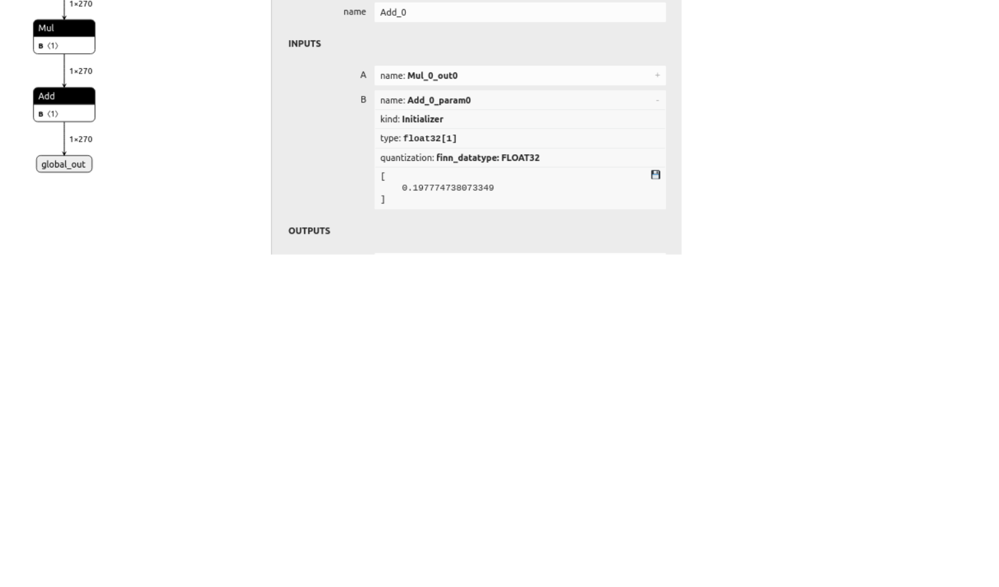 1×270
Mul
B ⟨1⟩
1×270
Add
B ⟨1⟩
1×270
global_out
name Add_0
INPUTS
A name: Mul_0_out0 +
B name: Add_0_param0 -
kind: Initializer
type: float32[1]
quantization: finn_datatype: FLOAT32
[
0.197774738073349
]
OUTPUTS